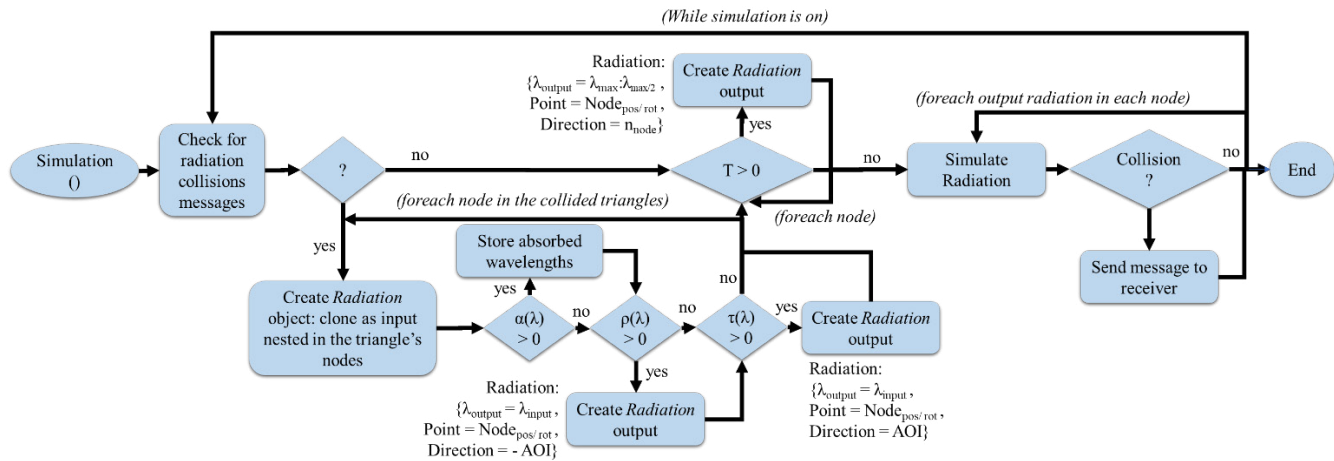 (While simulation is on)
Simulation
()
Check for
radiation
collisions
messages
?
no
yes
Radiation:
{λoutput = λmax:λmax/2 ,
Point = Nodepos/rot,
Direction = nnode}
Create Radiation
output
yes
T > 0
no
(foreach node)
(foreach output radiation in each node)
Simulate
Radiation
Collision
?
no
End
Send message to
receiver
(foreach node in the collided triangles)
Create Radiation
object: clone as input
nested in the triangle's
nodes
Store absorbed
wavelengths
yes
α(λ)
> 0
no
ρ(λ)
> 0
no
yes
τ(λ)
> 0
no
yes
Create Radiation
output
Radiation:
{λoutput = λinput ,
Point = Nodepos/rot,
Direction = - AOI}
Create Radiation
output
Radiation:
{λoutput = λinput ,
Point = Nodepos/rot,
Direction = AOI}